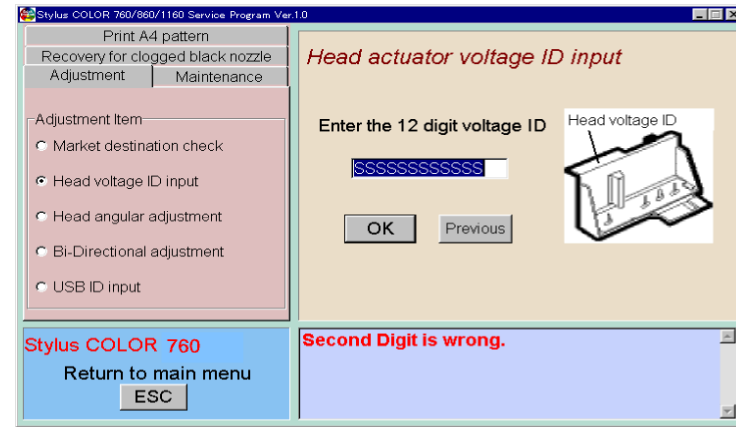 Stylus COLOR 760/860/1160 Service Program Ver.1.0
Print A4 pattern
Recovery for clogged black nozzle
Adjustment
Maintenance
Adjustment Item
Market destination check
Head voltage ID input
Head angular adjustment
Bi-Directional adjustment
USB ID input
Head actuator voltage ID input
Enter the 12 digit voltage ID
Head voltage ID
SSSSSSSSSSSS
OK
Previous
Stylus COLOR 760
Return to main menu
ESC
Second Digit is wrong.